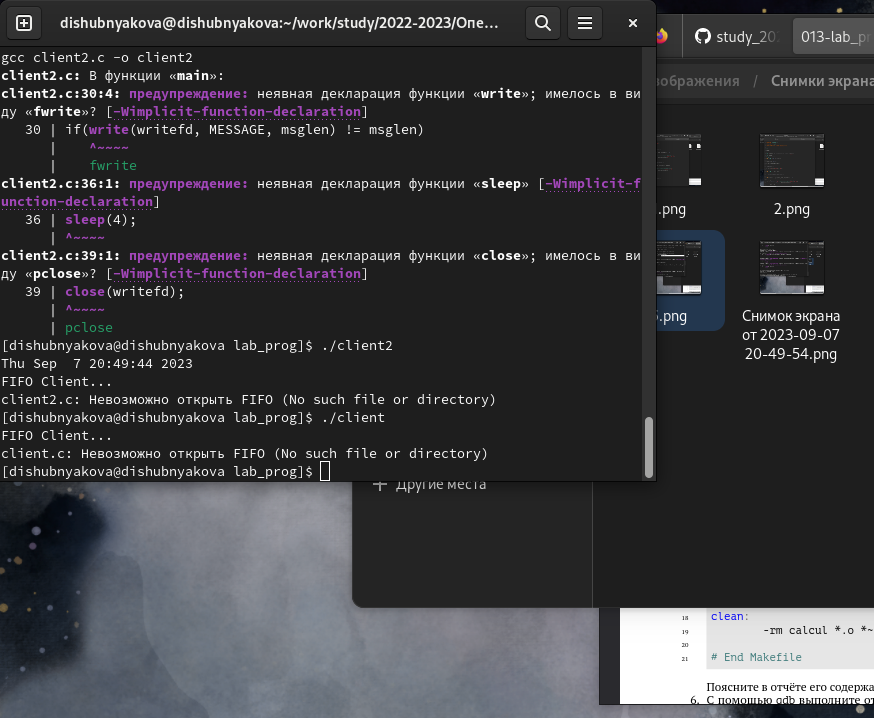 dishubnyakova@dishubnyakova:~/work/study/2022-2023/Опе...
gcc client2.c -o client2
client2.c: В функции «main»:
client2.c:30:4: предупреждение: неявная декларация функции «write»; имелось в ви
ду «fwrite»? [-Wimplicit-function-declaration]
30 | if(write(writefd, MESSAGE, msglen) != msglen)
| ^~~~~
| fwrite
client2.c:36:1: предупреждение: неявная декларация функции «sleep» [-Wimplicit-f
unction-declaration]
36 | sleep(4);
| ^~~~~
client2.c:39:1: предупреждение: неявная декларация функции «close»; имелось в ви
ду «pclose»? [-Wimplicit-function-declaration]
39 | close(writefd);
| ^~~~~
| pclose
[dishubnyakova@dishubnyakova lab_prog]$ ./client2
Thu Sep  7 20:49:44 2023
FIFO Client...
client2.c: Невозможно открыть FIFO (No such file or directory)
[dishubnyakova@dishubnyakova lab_prog]$ ./client
FIFO Client...
client.c: Невозможно открыть FIFO (No such file or directory)
[dishubnyakova@dishubnyakova lab_prog]$
study_202
013-lab_pr
ображения / Снимки экрана
.png
2.png
.png
Снимок экрана
от 2023-09-07
20-49-54.png
+ Другие места
18 clean:
19 -rm calcul *.o *~
20
21 # End Makefile
Поясните в отчёте его содержа
6. С помощью gdb выполните от